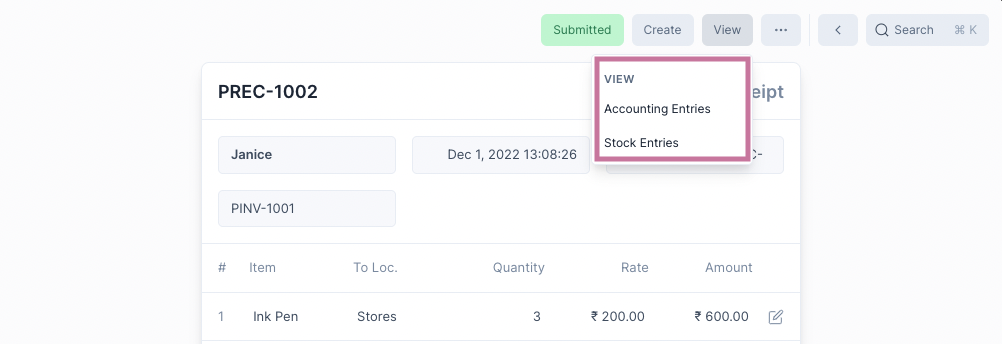 Submitted Create View ··· Search ⌘ K
VIEW
PREC-1002
Accounting Entries
Stock Entries
Janice Dec 1, 2022 13:08:26
PINV-1001
# Item To Loc. Quantity Rate Amount
1 Ink Pen Stores 3 ₹ 200.00 ₹ 600.00